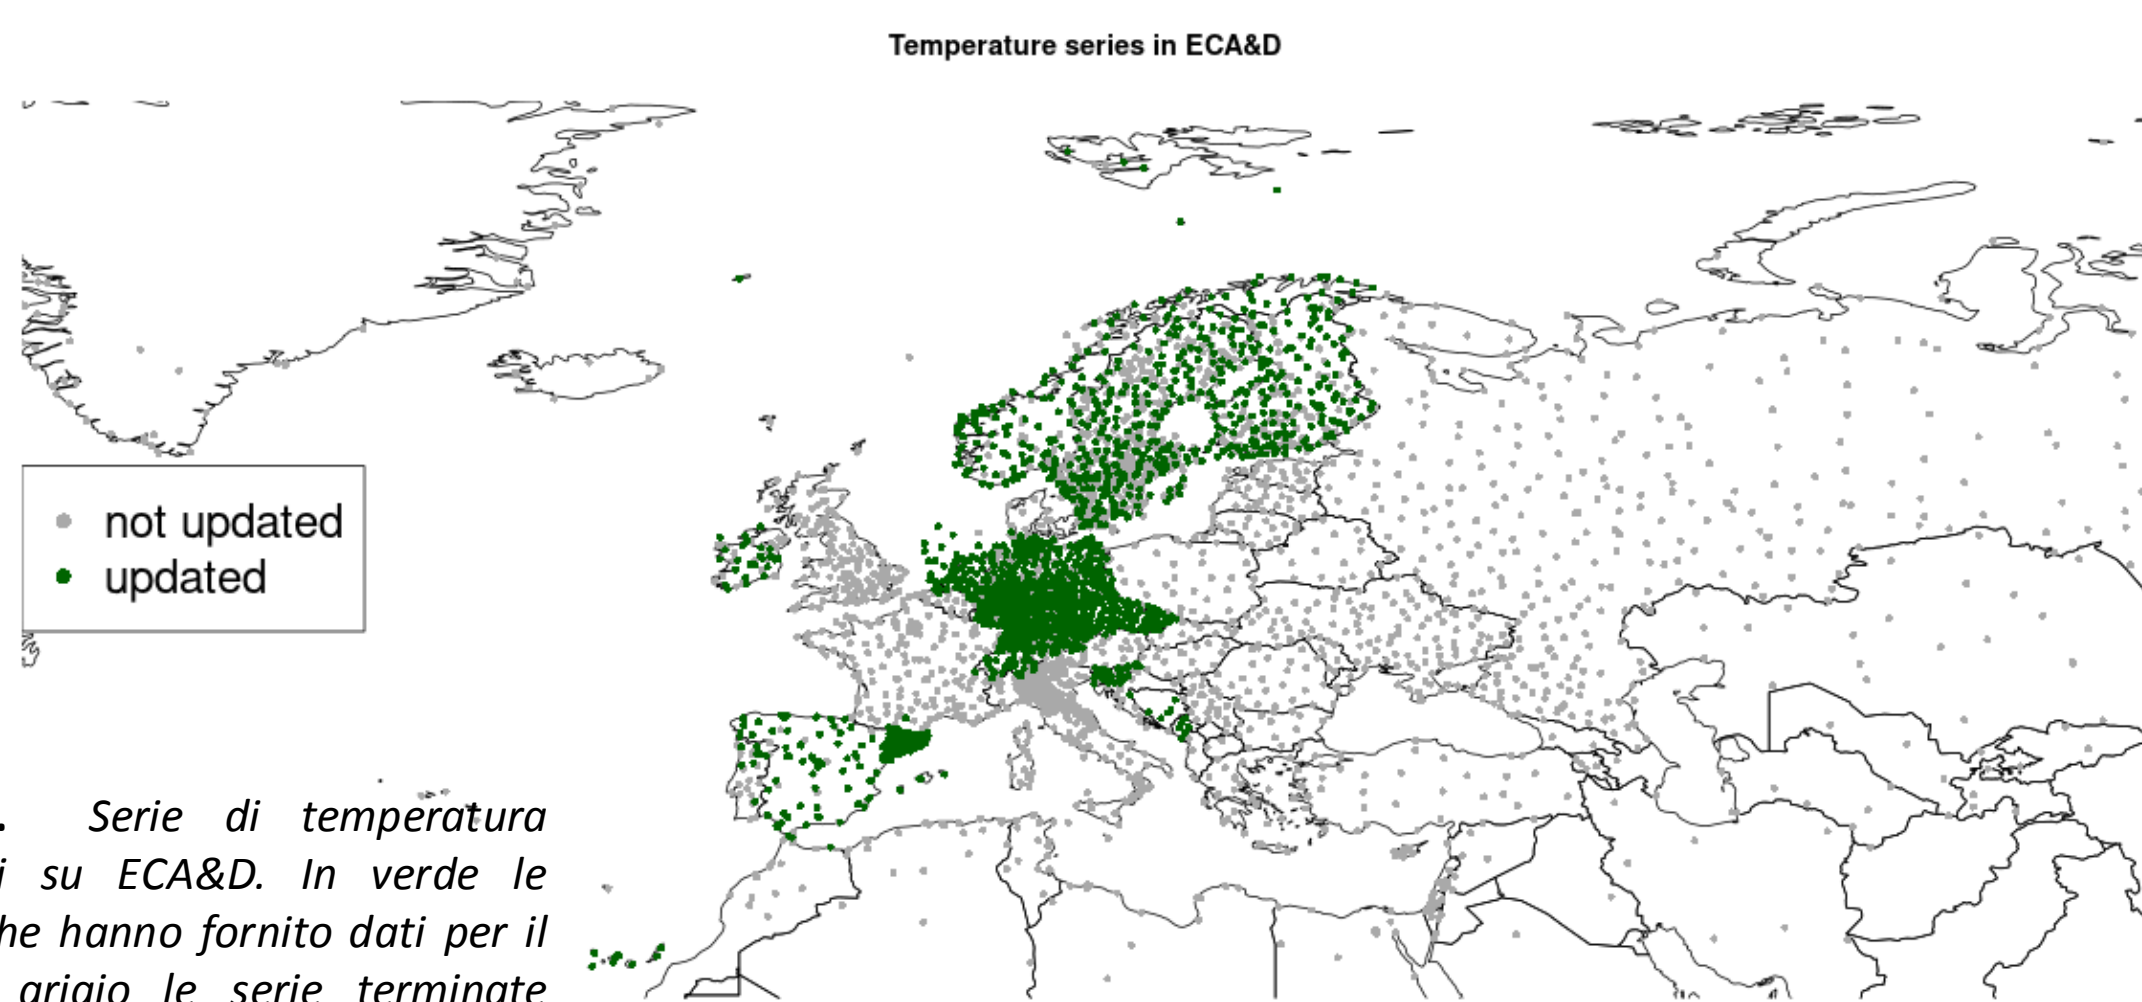 Temperature series in ECA&D
not updated
updated
. Serie di temperatura
i su ECA&D. In verde le
he hanno fornito dati per il
grigio le serie terminate